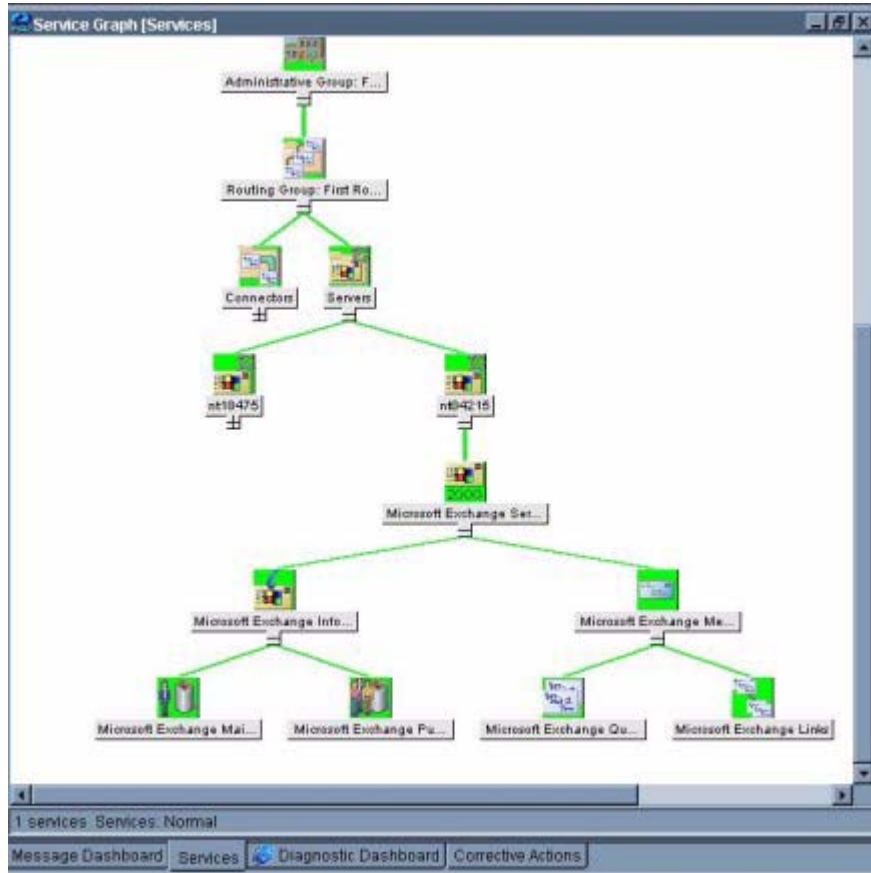 Service Graph [Services]
Administrative Group: F...
Routing Group: First Ro...
Connectors
Servers
nt18475
nt84215
2000
Microsoft Exchange Ser...
Microsoft Exchange Info...
Microsoft Exchange Me...
Microsoft Exchange Mai...
Microsoft Exchange Pu...
Microsoft Exchange Qu...
Microsoft Exchange Links
1 services Services: Normal
Message Dashboard
Services
Diagnostic Dashboard
Corrective Actions